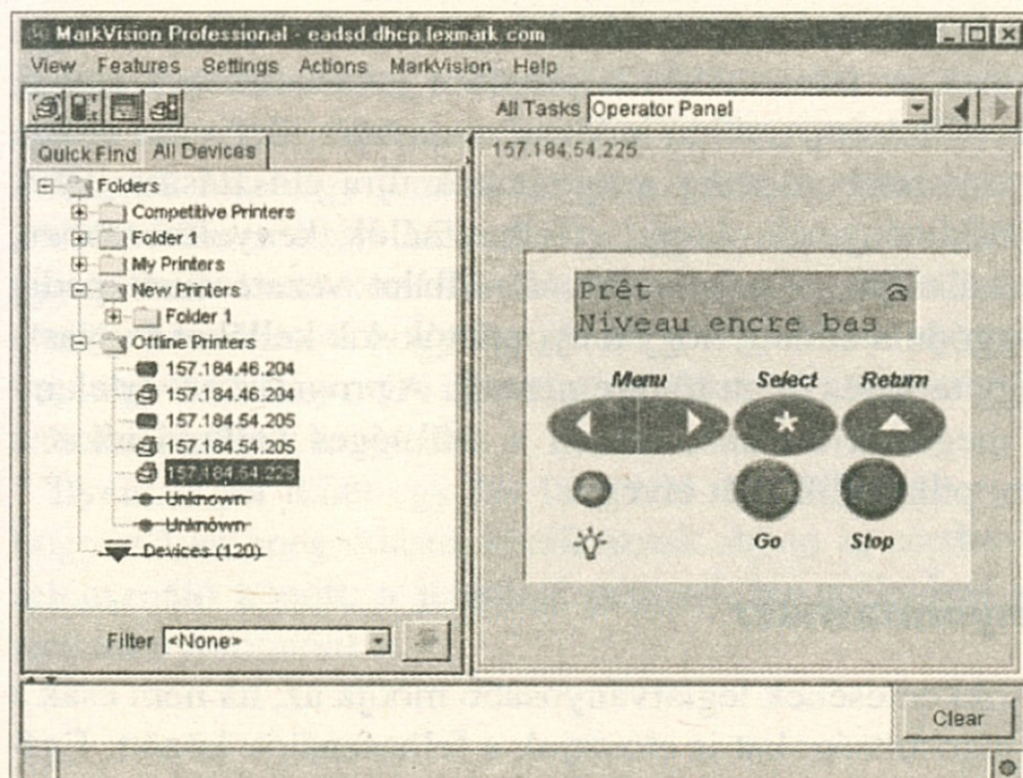 MarkVision Professional - eadsd.dhcp.lexmark.com
View Features Settings Actions MarkVision Help
All Tasks Operator Panel
Quick Find All Devices
157.184.54.225
Folders
Competitive Printers
Folder 1
My Printers
New Printers
Folder 1
Offline Printers
157.184.46.204
157.184.46.204
157.184.54.205
157.184.54.205
157.184.54.225
Unknown
Unknown
Devices (120)
Filter <None>
Prêt
Niveau encre bas
Menu Select Return
Go Stop
Clear